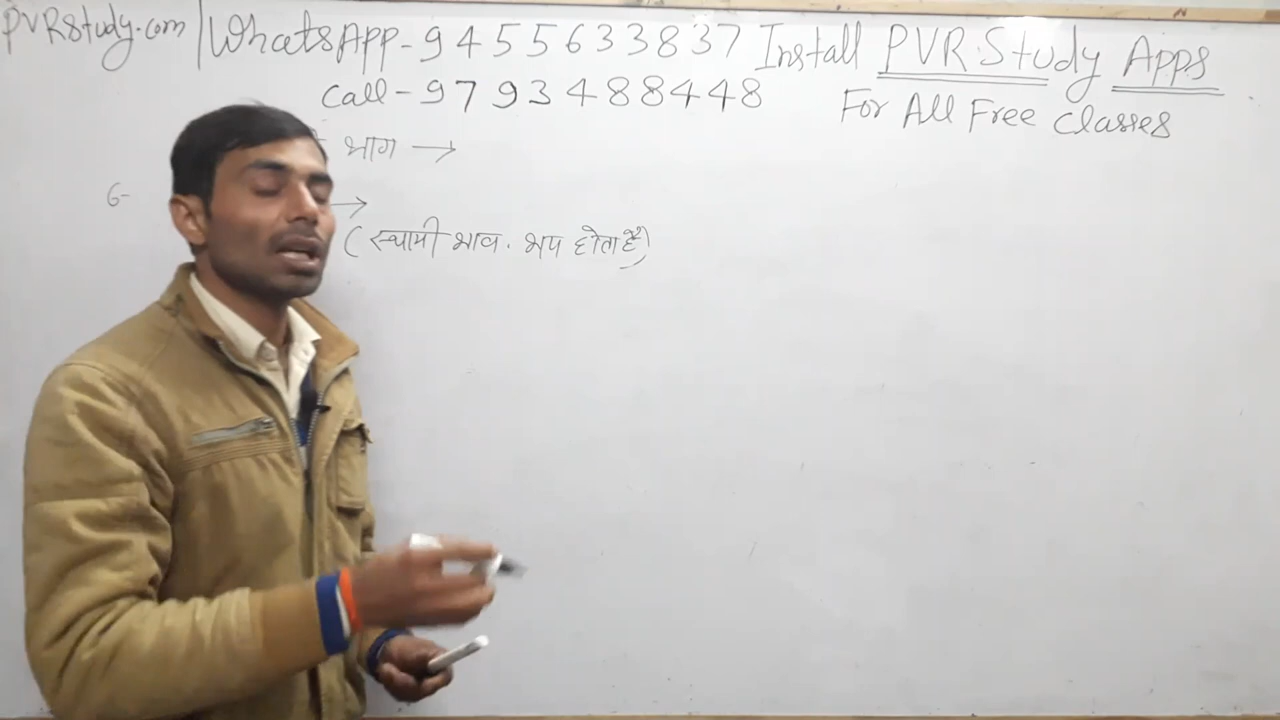 PVRStudy.com | WhatsApp-9455633837 Install PVR Study Apps
Call-9793488448 For All Free Classes
भाग →
6- →
(स्थायी भाव. भय होता है)